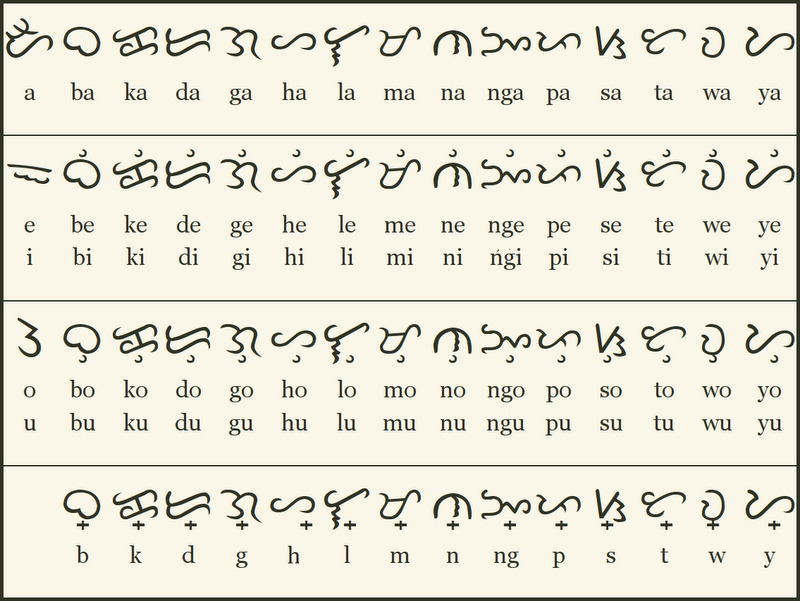 ᜀ ᜊ ᜃ ᜇ ᜄ ᜑ ᜎ ᜋ ᜈ ᜅ ᜉ ᜐ ᜆ ᜏ ᜌ
a ba ka da ga ha la ma na nga pa sa ta wa ya
ᜁ ᜊᜒ ᜃᜒ ᜇᜒ ᜄᜒ ᜑᜒ ᜎᜒ ᜋᜒ ᜈᜒ ᜅᜒ ᜉᜒ ᜐᜒ ᜆᜒ ᜏᜒ ᜌᜒ
e be ke de ge he le me ne nge pe se te we ye
i bi ki di gi hi li mi ni ngi pi si ti wi yi
ᜂ ᜊᜓ ᜃᜓ ᜇᜓ ᜄᜓ ᜑᜓ ᜎᜓ ᜋᜓ ᜈᜓ ᜅᜓ ᜉᜓ ᜐᜓ ᜆᜓ ᜏᜓ ᜌᜓ
o bo ko do go ho lo mo no ngo po so to wo yo
u bu ku du gu hu lu mu nu ngu pu su tu wu yu
ᜊ᜔ ᜃ᜔ ᜇ᜔ ᜄ᜔ ᜑ᜔ ᜎ᜔ ᜋ᜔ ᜈ᜔ ᜅ᜔ ᜉ᜔ ᜐ᜔ ᜆ᜔ ᜏ᜔ ᜌ᜔
b k d g h l m n ng p s t w y